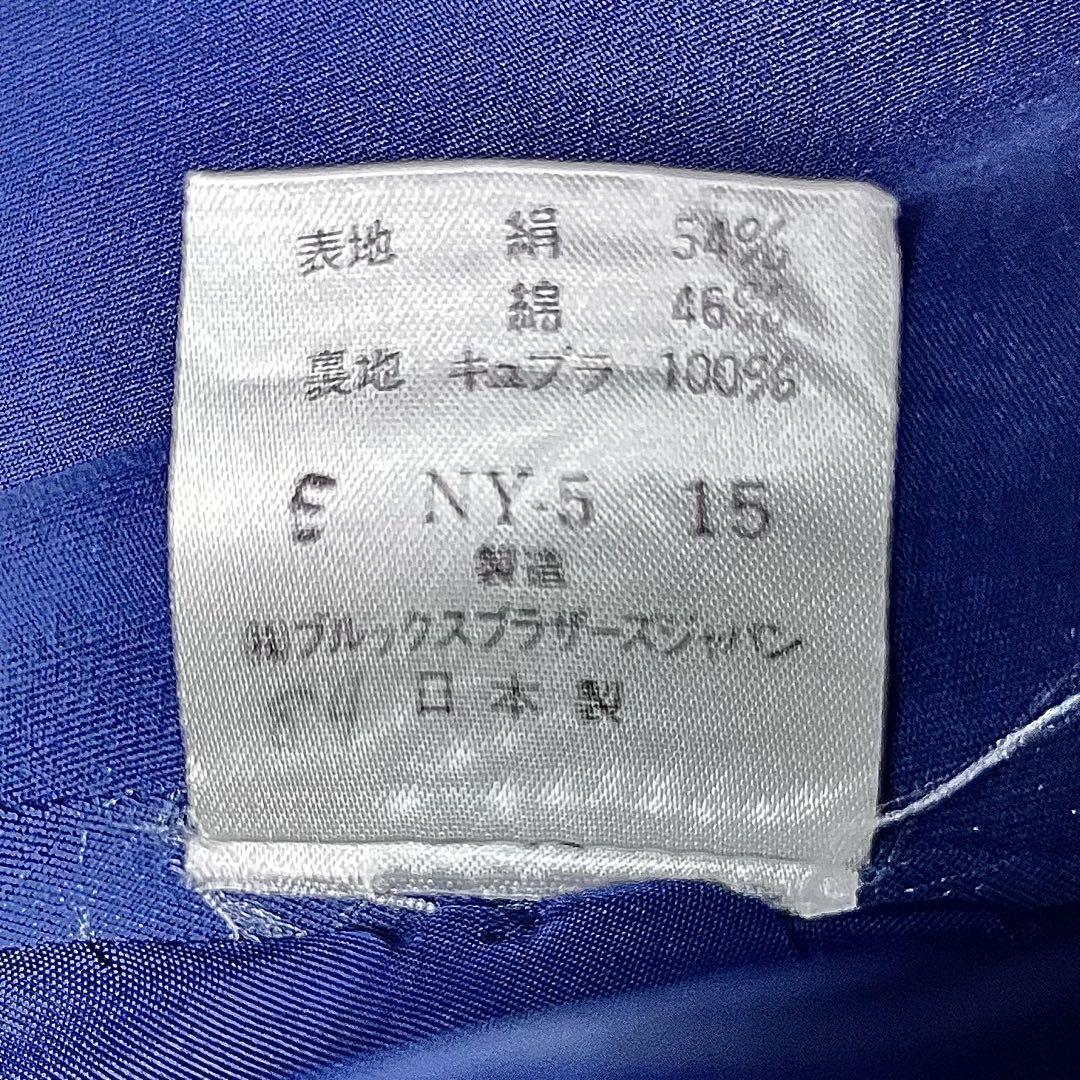 表地 絹 54%
綿 46%
裏地 キュプラ 100%
3 NY-5 15
製造
㈱ブルックスブラザーズジャパン
日本製